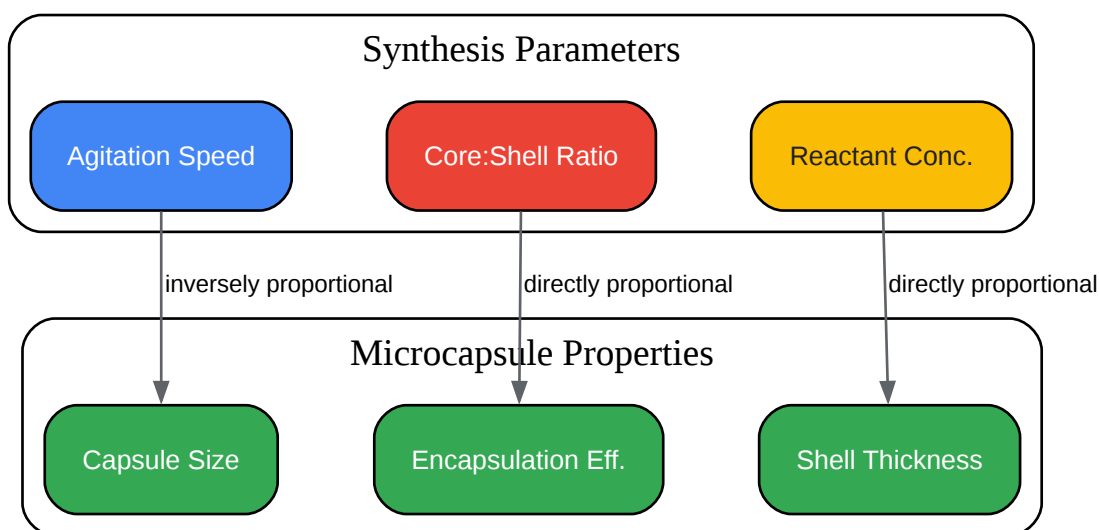 Synthesis Parameters
Agitation Speed
Core:Shell Ratio
Reactant Conc.
inversely proportional
directly proportional
directly proportional
Microcapsule Properties
Capsule Size
Encapsulation Eff.
Shell Thickness